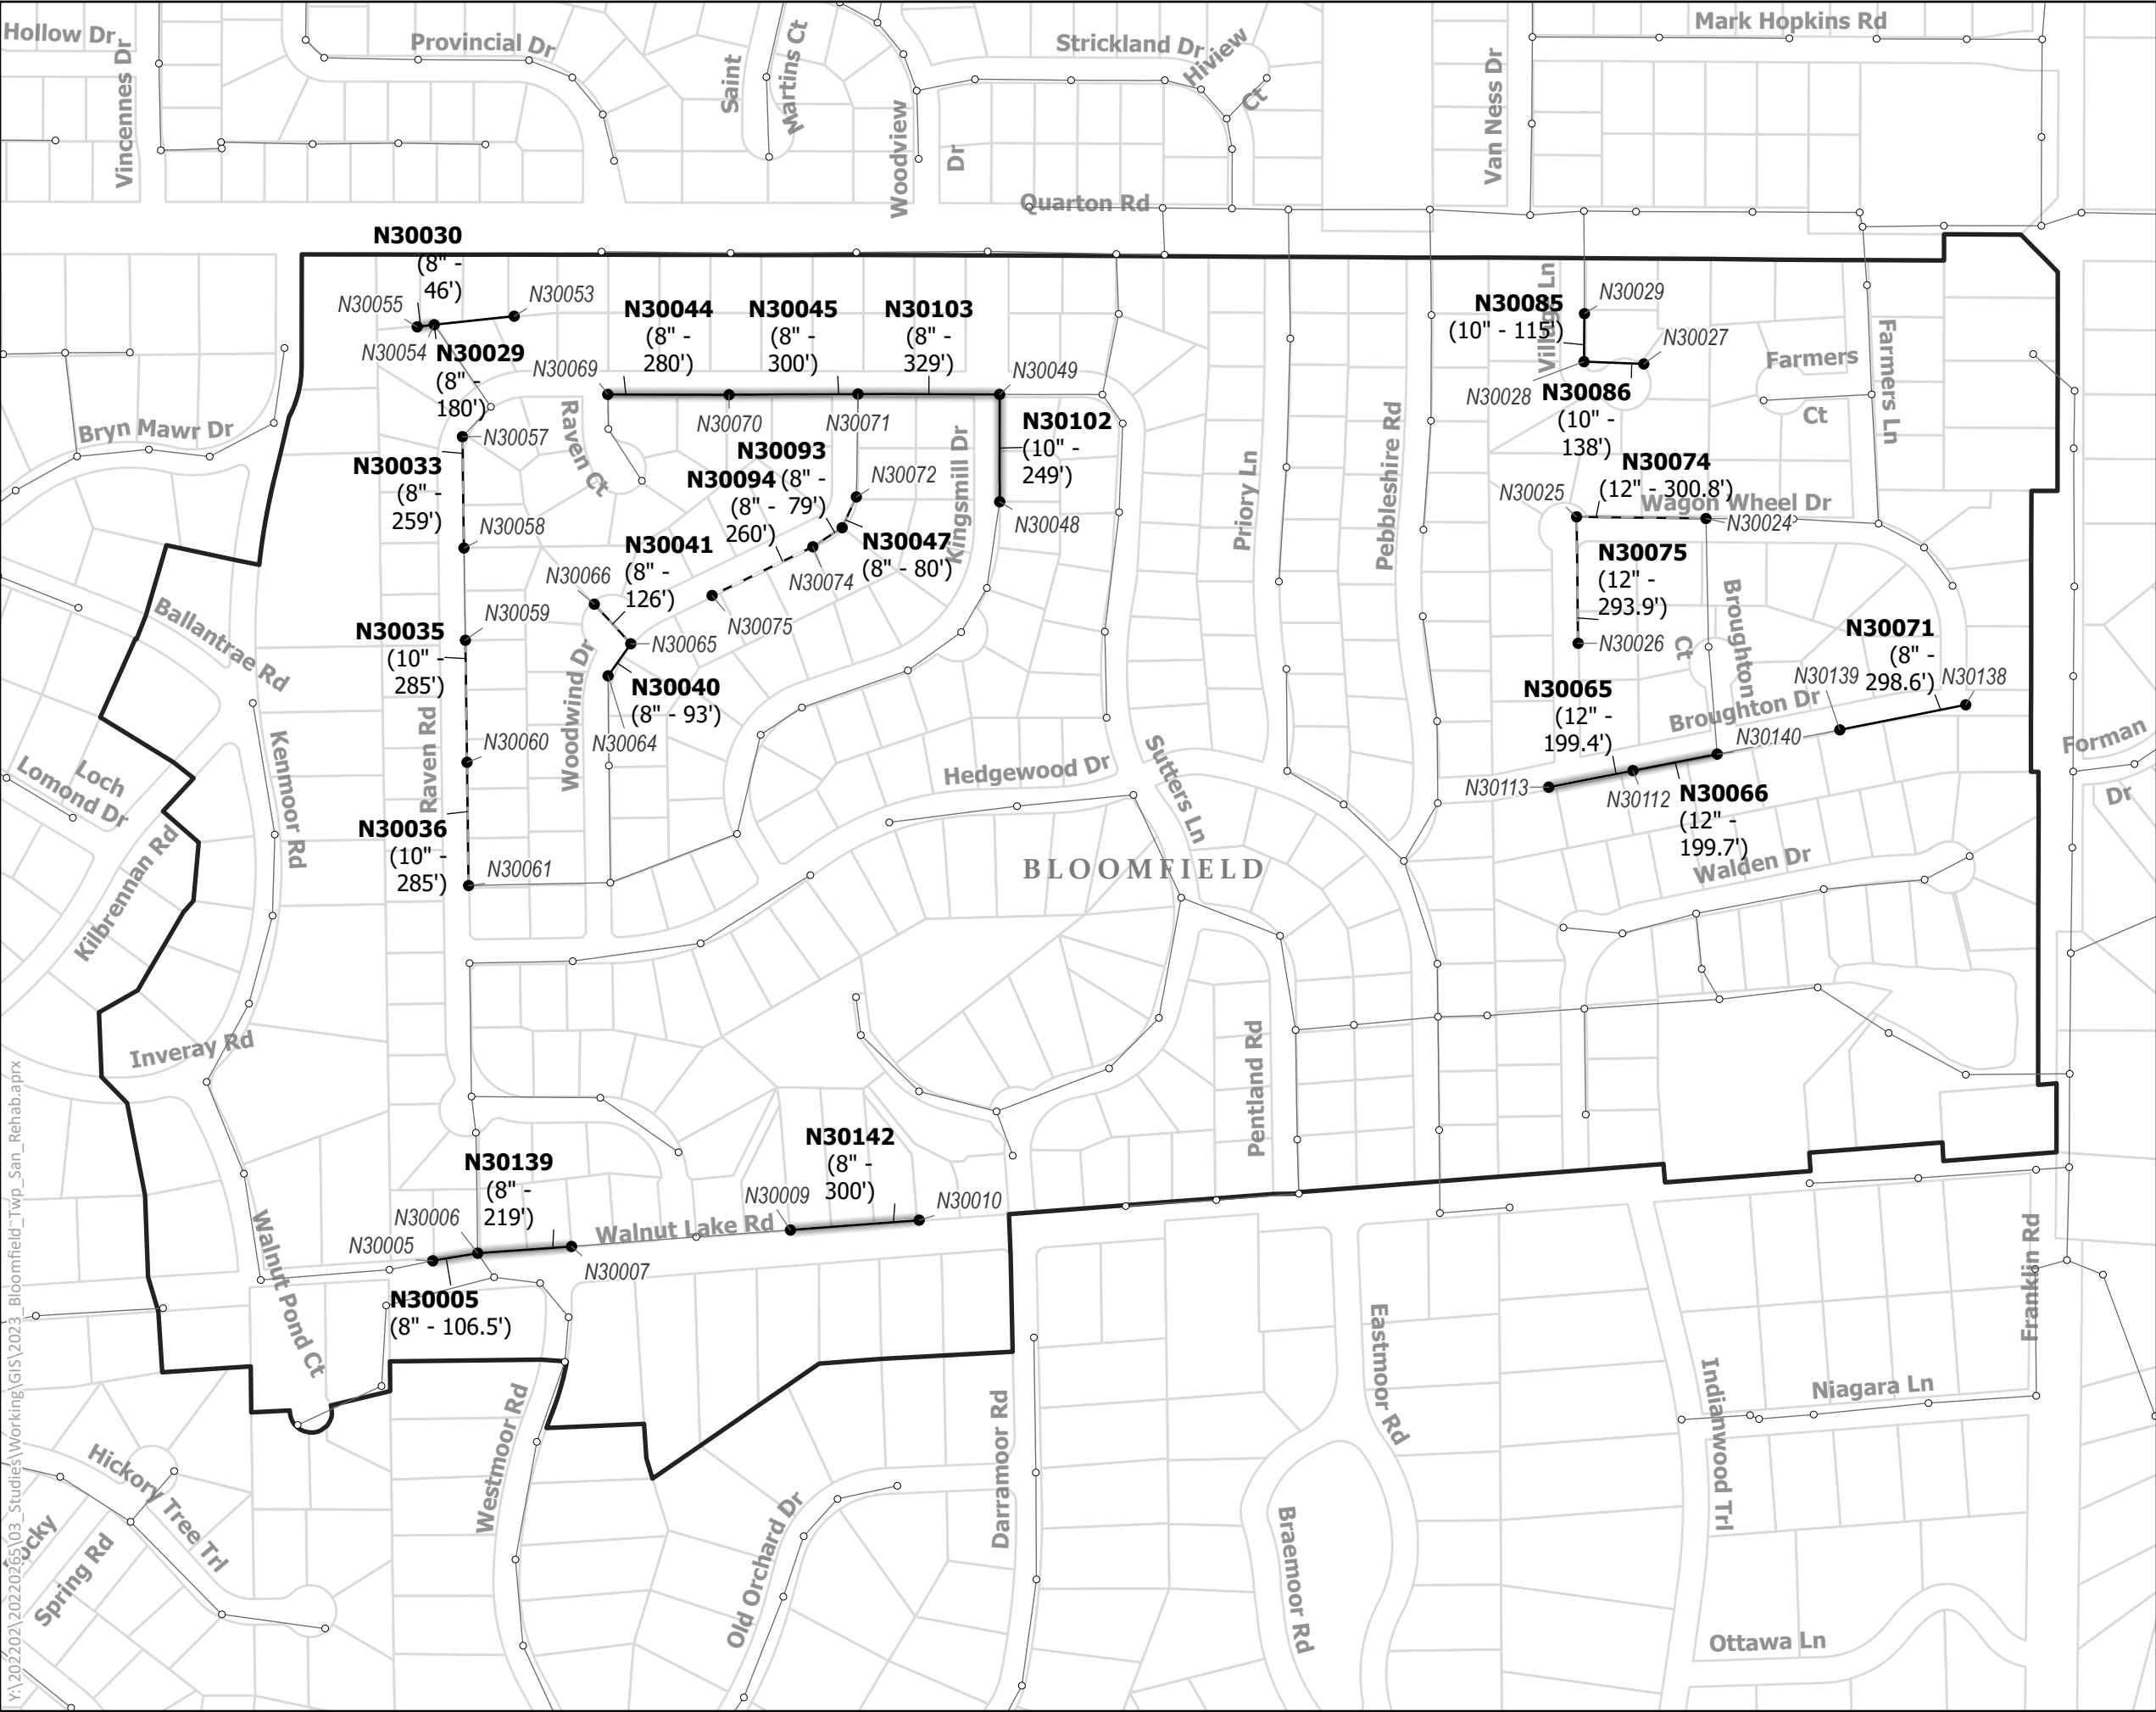 Hollow Dr
Vincennes Dr
Provincial Dr
Saint
Martins Ct
Woodview
Dr
Strickland Dr
Hiview
Ct
Van Ness Dr
Mark Hopkins Rd
Quarton Rd
N30030
(8" -
46')
N30055
N30053
N30054
N30029
(8" -
180')
N30069
N30044
(8" -
280')
N30045
(8" -
300')
N30103
(8" -
329')
N30049
N30070
N30071
N30102
(10" -
249')
N30048
Kingsmill Dr
Raven Ct
N30057
N30033
(8" -
259')
N30058
N30093
(8" -
79')
N30094
(8" -
260')
N30072
N30047
(8" - 80')
N30074
N30075
N30041
(8" -
126')
N30066
N30065
N30040
(8" - 93')
N30064
Woodwind Dr
N30059
N30035
(10" -
285')
N30060
Raven Rd
N30036
(10" -
285')
N30061
Bryn Mawr Dr
Ballantrae Rd
Loch
Lomond Dr
Kenmoor Rd
Kilbrennan Rd
Inveray Rd
Priory Ln
Pebbleshire Rd
Village Ln
N30085
(10" - 115')
N30029
N30027
N30028
N30086
(10" -
138')
Farmers
Ct
Farmers Ln
N30074
(12" - 300.8')
N30025
Wagon Wheel Dr
N30024
N30075
(12" -
293.9')
N30026
Broughton
Ct
N30071
(8" -
298.6')
N30139
N30138
N30065
(12" -
199.4')
Broughton Dr
N30140
N30113
N30112
N30066
(12" -
199.7')
Walden Dr
Forman
Dr
Hedgewood Dr
Sutters Ln
BLOOMFIELD
Pentland Rd
N30142
(8" -
300')
N30009
N30010
N30139
(8" -
219')
N30006
N30005
N30007
Walnut Lake Rd
N30005
(8" - 106.5')
Walnut Pond Ct
Westmoor Rd
Hickory Tree Trl
Spring Rd
Old Orchard Dr
Darramoor Rd
Eastmoor Rd
Braemoor Rd
Indianwood Trl
Niagara Ln
Franklin Rd
Ottawa Ln
Y:\202202\20220265\03_Studies\Working\GIS\2023_Bloomfield_Twp_San_Rehab.aprx